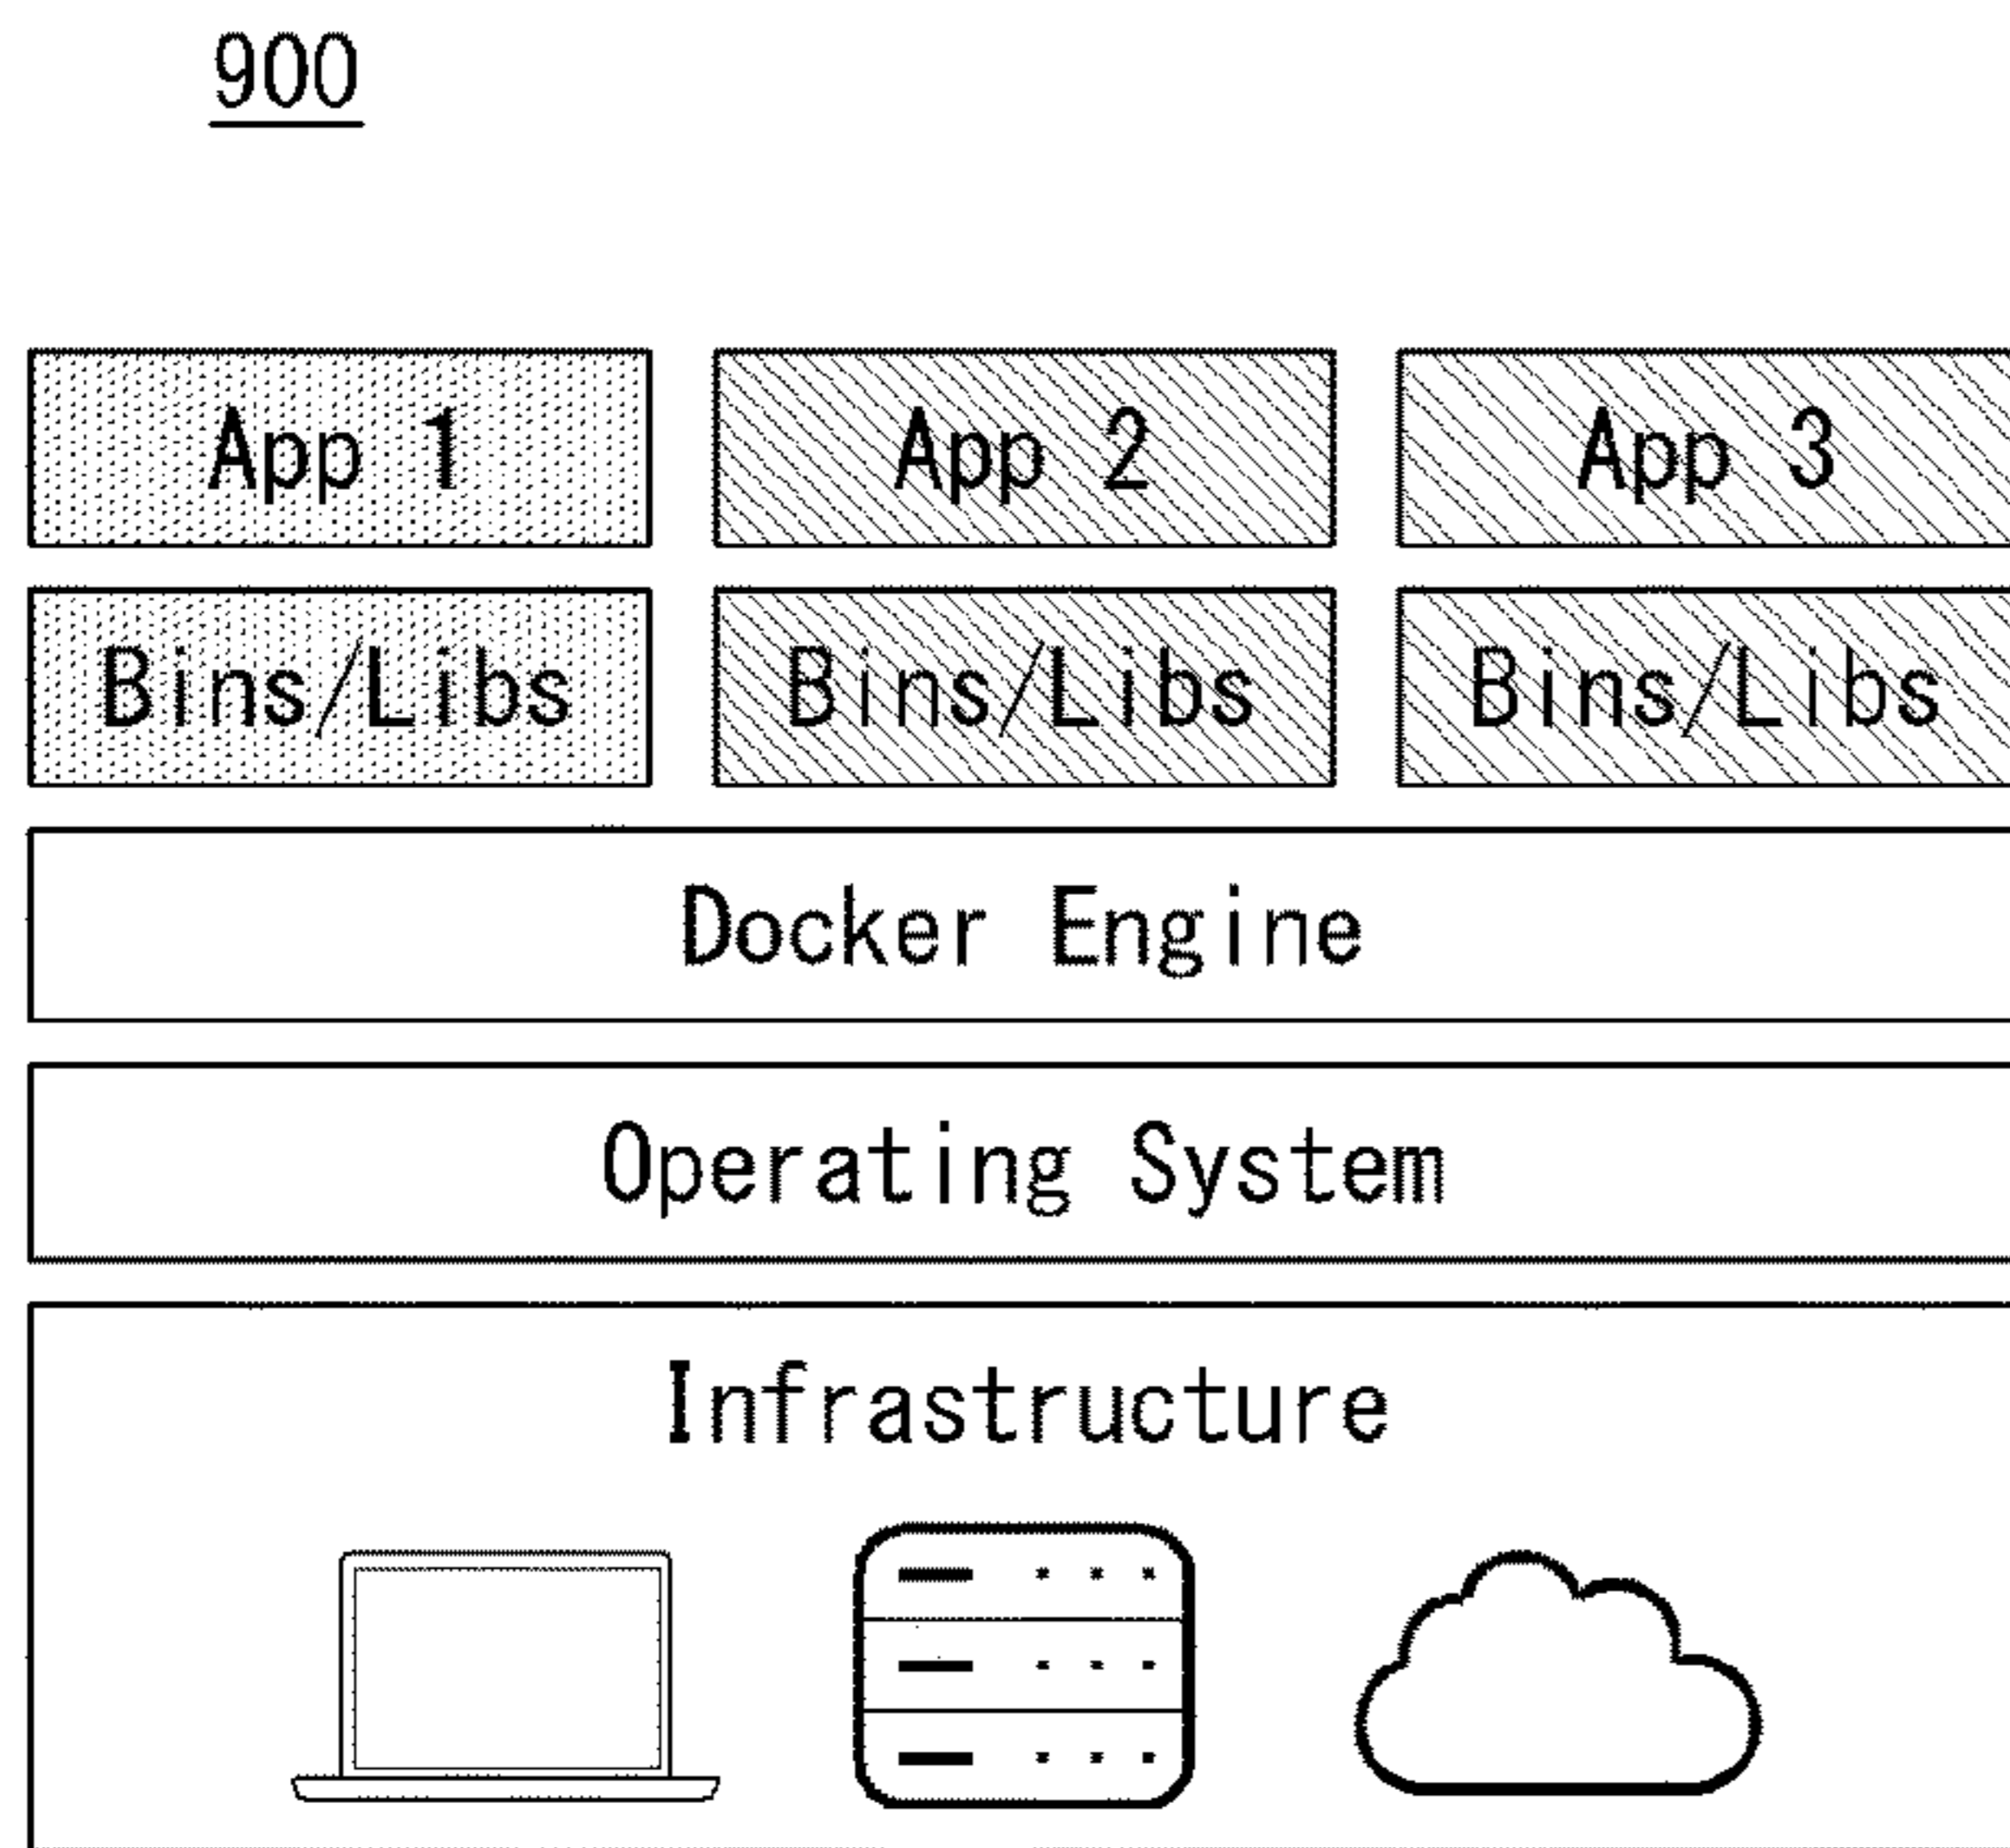 900
App 1 App 2 App 3
Bins/Libs Bins/Libs Bins/Libs
Docker Engine
Operating System
Infrastructure